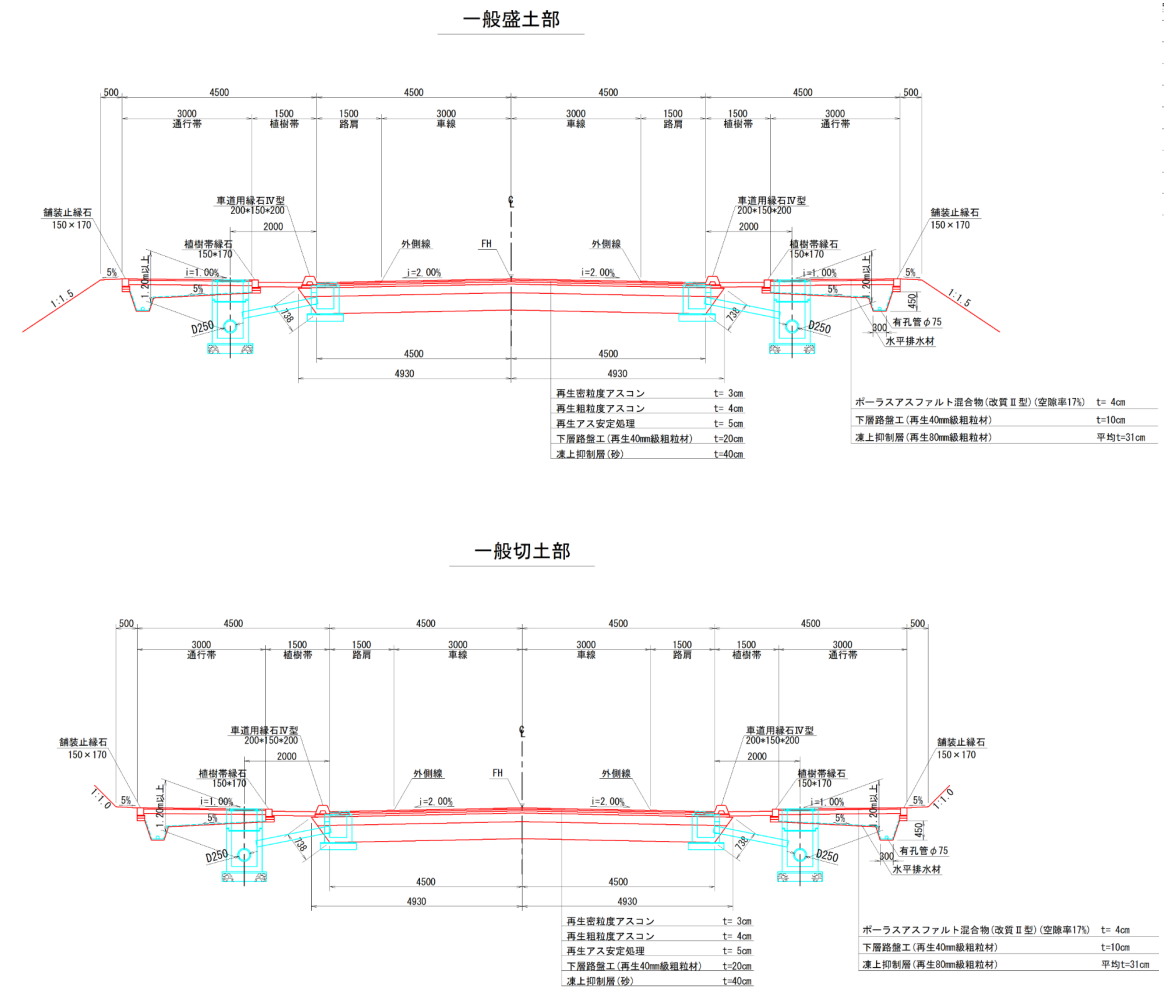 一般盛土部
500 4500 4500 4500 4500 500
3000 1500 1500 3000 3000 1500 1500 3000
通行帯 植樹帯 路肩 車線 車線 路肩 植樹帯 通行帯
車道用縁石Ⅳ型 ℄ 車道用縁石Ⅳ型
200*150*200 200*150*200
舗装止縁石 舗装止縁石
150×170 150×170
2000 2000
植樹帯縁石 外側線 FH 外側線 植樹帯縁石
150*170 150*170
5% 1.20m以上 i=1.00% i=2.00% i=2.00% i=1.00% 1.20m以上 5%
1:1.5 5% 5% 450 1:1.5
D250 738 738 D250 300 有孔管φ75
水平排水材
4500 4500
4930 4930
再生密粒度アスコン t= 3cm
再生粗粒度アスコン t= 4cm
再生アス安定処理 t= 5cm
下層路盤工(再生40mm級粗粒材) t=20cm
凍上抑制層(砂) t=40cm
ポーラスアスファルト混合物(改質Ⅱ型)(空隙率17%) t= 4cm
下層路盤工(再生40mm級粗粒材) t=10cm
凍上抑制層(再生80mm級粗粒材) 平均t=31cm
一般切土部
500 4500 4500 4500 4500 500
3000 1500 1500 3000 3000 1500 1500 3000
通行帯 植樹帯 路肩 車線 車線 路肩 植樹帯 通行帯
車道用縁石Ⅳ型 ℄ 車道用縁石Ⅳ型
200*150*200 200*150*200
舗装止縁石 舗装止縁石
150×170 150×170
2000 2000
植樹帯縁石 外側線 FH 外側線 植樹帯縁石
150*170 150*170
1:1.0 5% 1.20m以上 i=1.00% i=2.00% i=2.00% i=1.00% 1.20m以上 5% 1:1.0
5% 5% 450
D250 738 738 D250 300 有孔管φ75
水平排水材
4500 4500
4930 4930
再生密粒度アスコン t= 3cm
再生粗粒度アスコン t= 4cm
再生アス安定処理 t= 5cm
下層路盤工(再生40mm級粗粒材) t=20cm
凍上抑制層(砂) t=40cm
ポーラスアスファルト混合物(改質Ⅱ型)(空隙率17%) t= 4cm
下層路盤工(再生40mm級粗粒材) t=10cm
凍上抑制層(再生80mm級粗粒材) 平均t=31cm